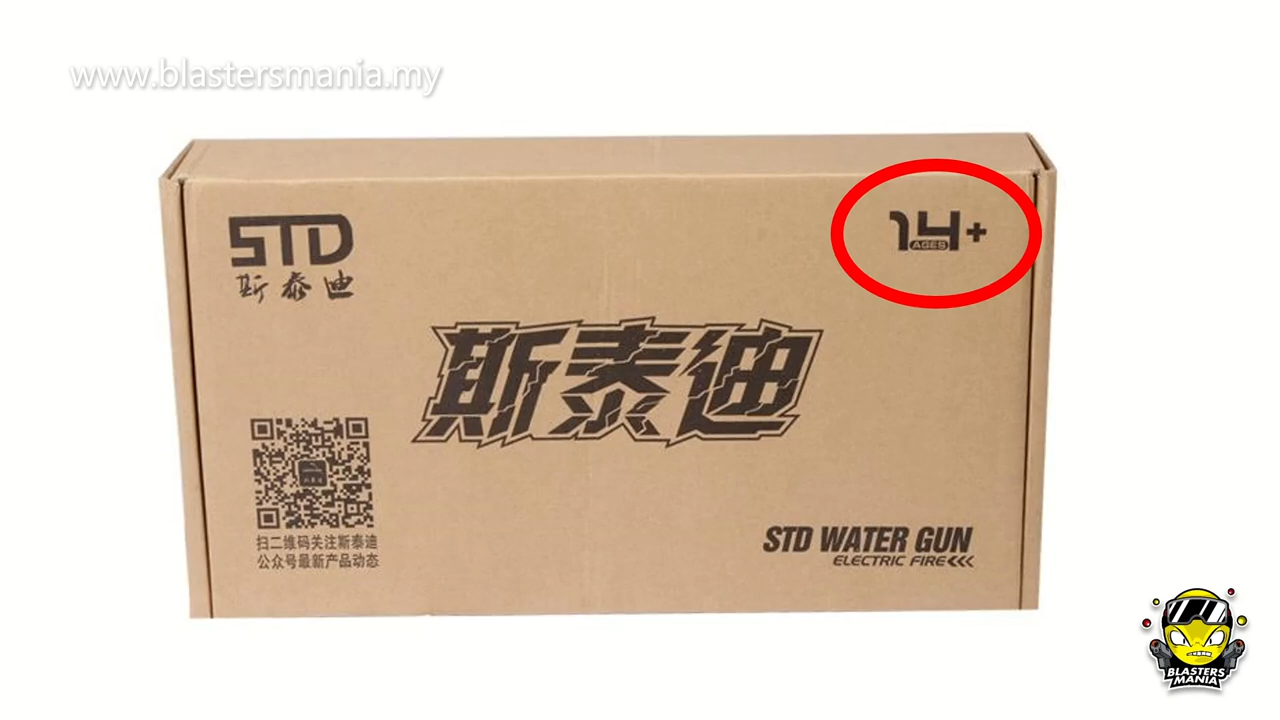 www.blastersmania.my
STD
斯泰迪
14+
AGES
斯泰迪
扫二维码关注斯泰迪
公众号最新产品动态
STD WATER GUN
ELECTRIC FIRE
BLASTERS
MANIA